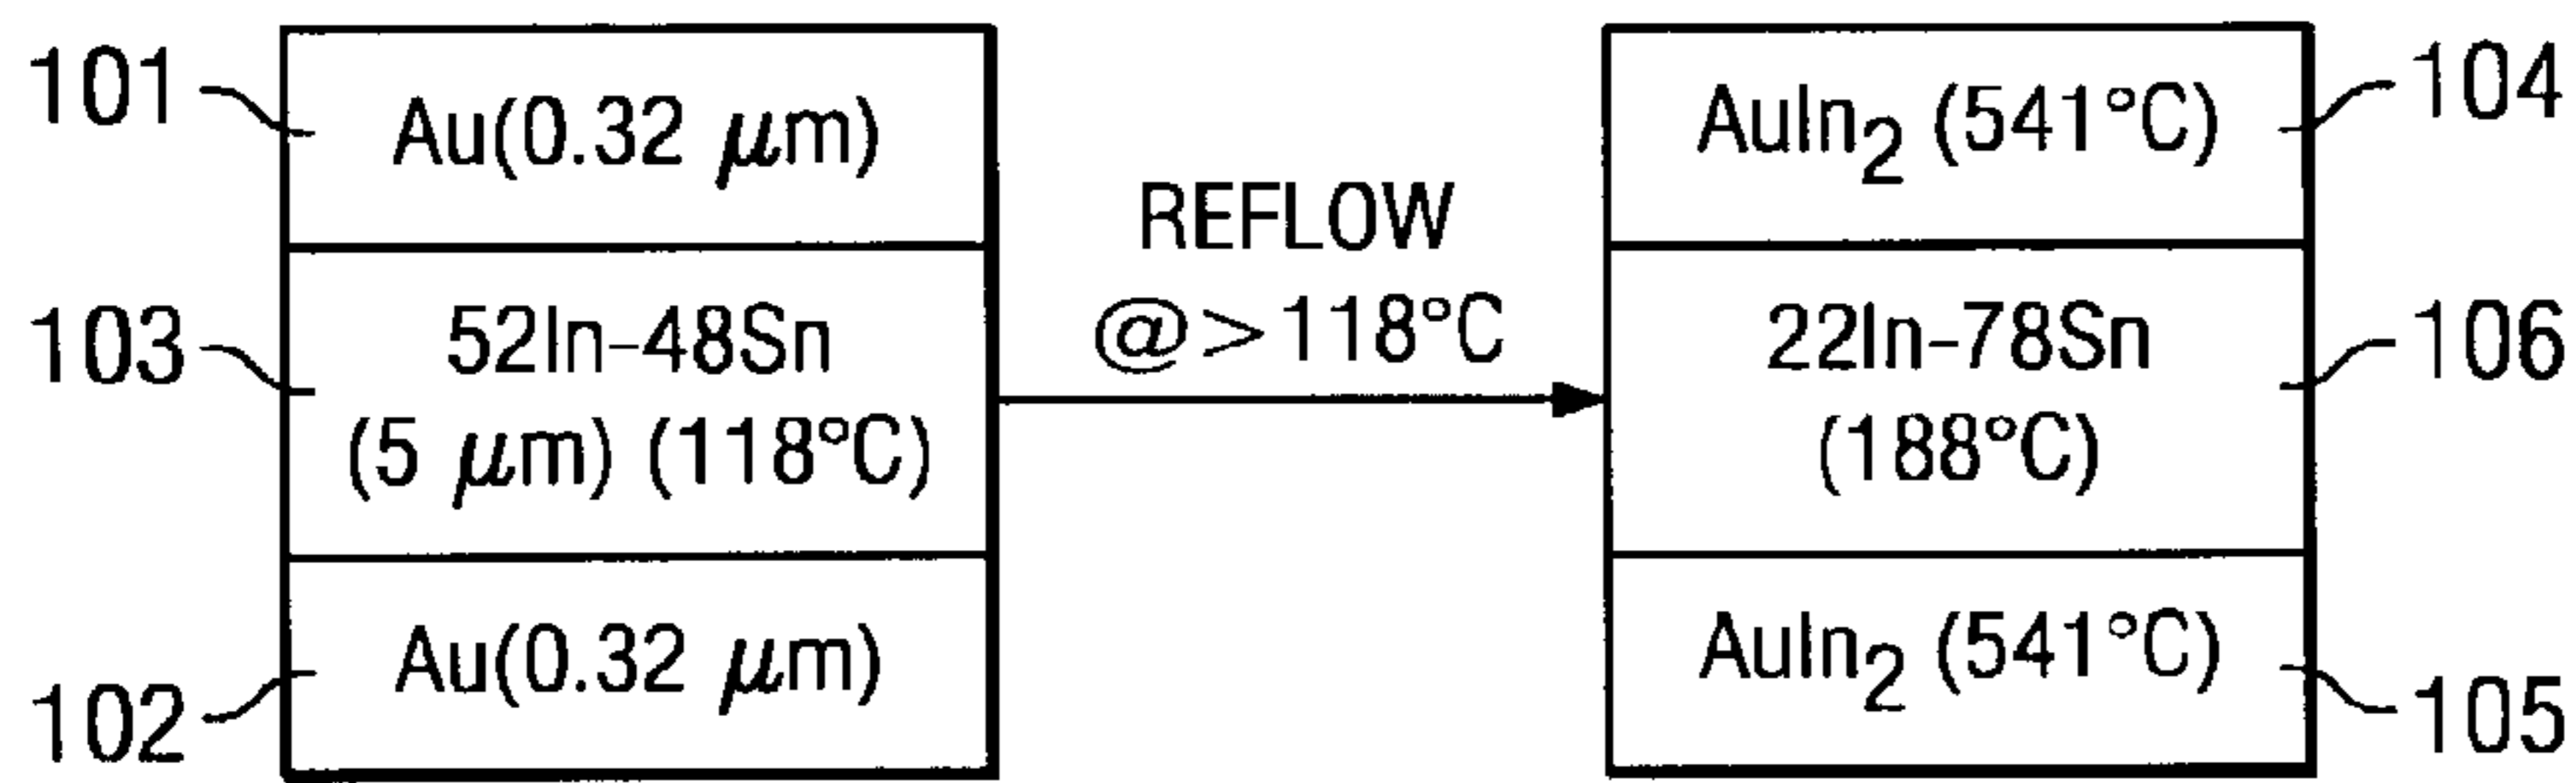 101
Au(0.32 μm)
103
52In-48Sn
(5 μm) (118°C)
102
Au(0.32 μm)
REFLOW
@>118°C
AuIn2 (541°C)
104
22In-78Sn
(188°C)
106
AuIn2 (541°C)
105